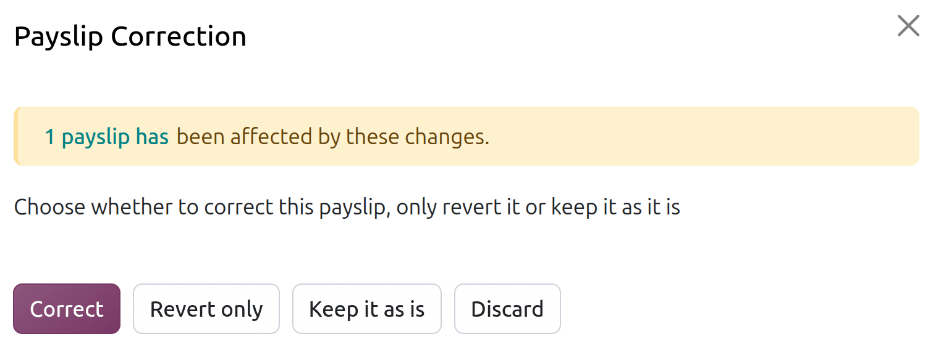 Payslip Correction
1 payslip has been affected by these changes.
Choose whether to correct this payslip, only revert it or keep it as it is
Correct Revert only Keep it as is Discard